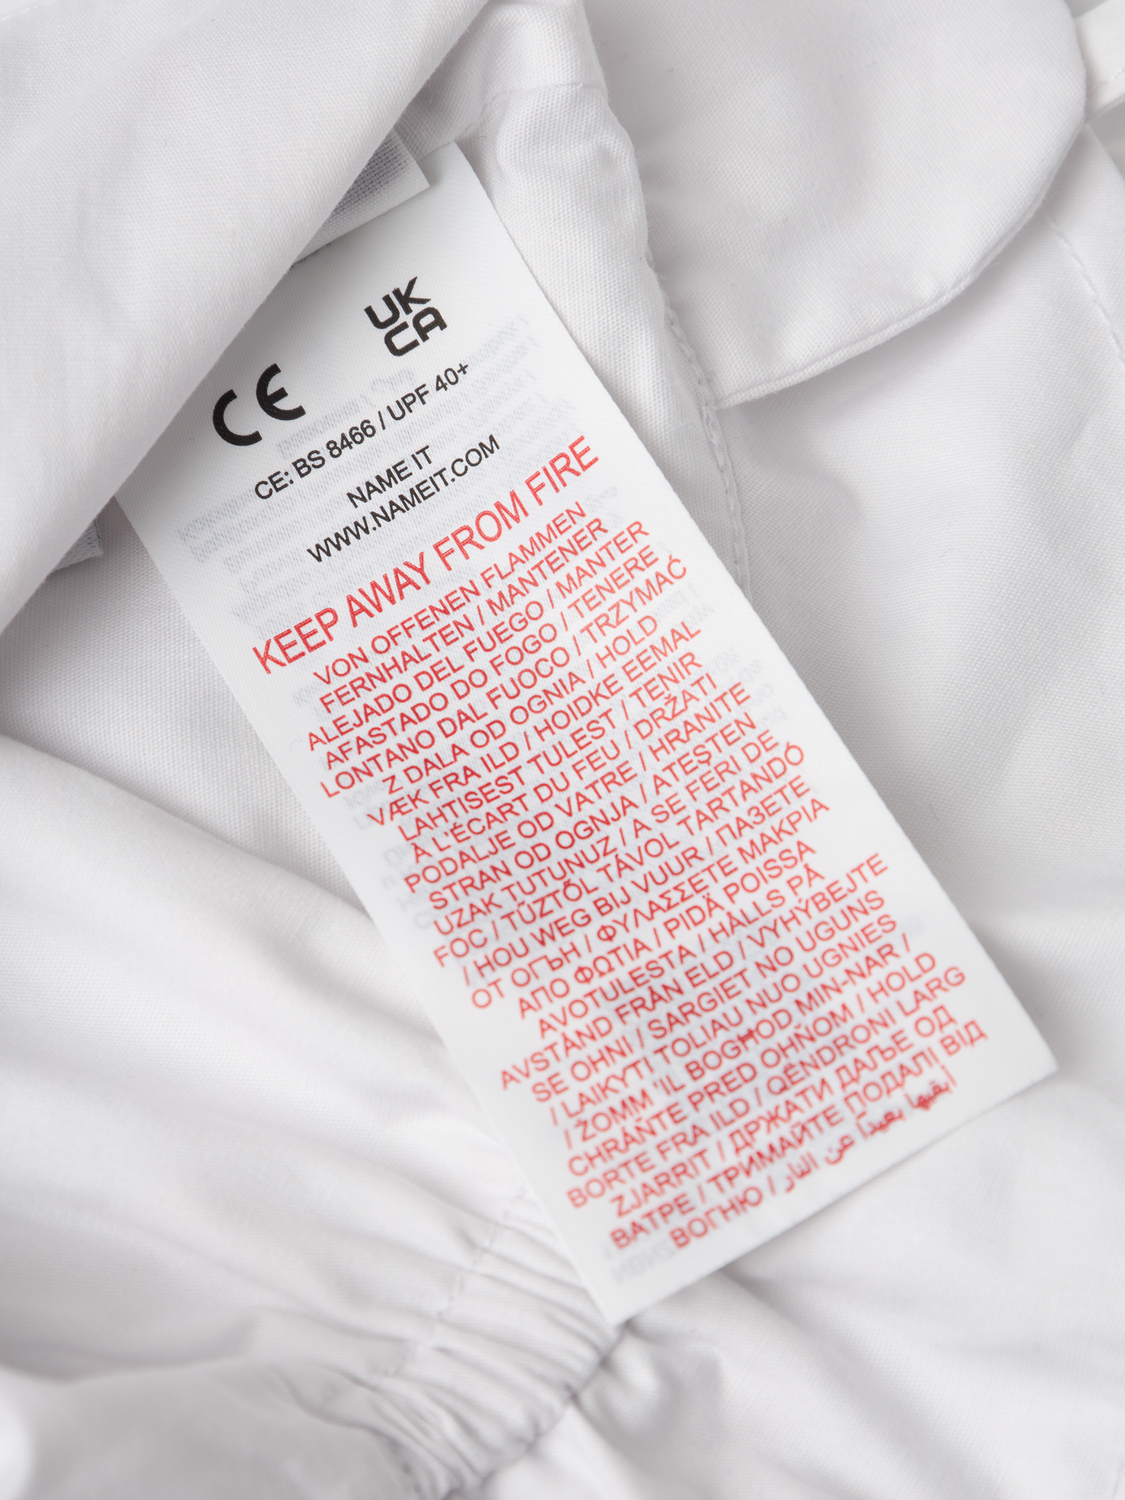 CE
UK
CA
CE: BS 8466 / UPF 40+
NAME IT
WWW.NAMEIT.COM
KEEP AWAY FROM FIRE
VON OFFENEN FLAMMEN
FERNHALTEN / MANTENER
ALEJADO DEL FUEGO / MANTER
AFASTADO DO FOGO / TENERE
LONTANO DAL FUOCO / TRZYMAĆ
Z DALA OD OGNIA / HOLD
VÆK FRA ILD / HOIDKE EEMAL
LAHTISEST TULEST / TENIR
À L'ÉCART DU FEU / DRŽATI
PODALJE OD VATRE / HRANITE
STRAN OD OGNJA / ATEŞTEN
UZAK TUTUNUZ / A SE FERI DE
FOC / TŰZTŐL TÁVOL TARTANDÓ
/ HOU WEG BIJ VUUR / ПАЗЕТЕ
ОТ ОГЪН / ΦΥΛΑΣΣΕΤΕ ΜΑΚΡΙΑ
ΑΠΟ ΦΩΤΙΑ / PIDÄ POISSA
AVOTULESTA / HÅLLS PÅ
AVSTÅND FRÅN ELD / VYHÝBEJTE
SE OHNI / SARGIET NO UGUNS
/ LAIKYTI TOLIAU NUO UGNIES
/ ŻOMM 'IL BOGĦOD MIN-NAR /
CHRÁNTE PRED OHŇOM / HOLD
BORTE FRA ILD / QËNDRONI LARG
ZJARRIT / ДРЖАТИ ДАЉЕ ОД
ВАТРЕ / ТРИМАЙТЕ ПОДАЛІ ВІД
ВОГНЮ / أبقيها بعيدا عن النار